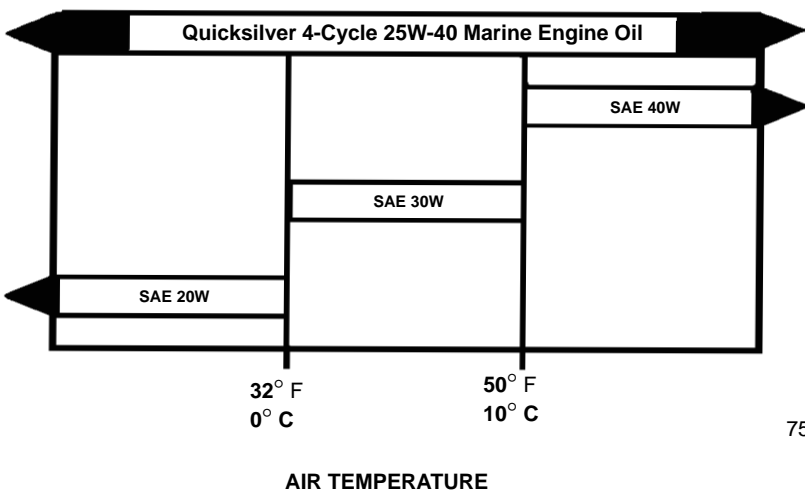 Quicksilver 4-Cycle 25W-40 Marine Engine Oil
SAE 40W
SAE 30W
SAE 20W
32° F
0° C
50° F
10° C
75
AIR TEMPERATURE